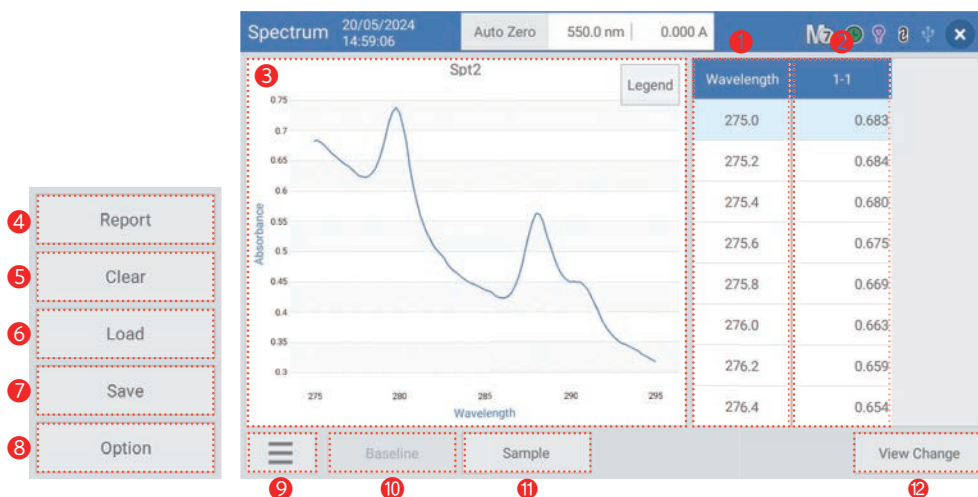 Spectrum
20/05/2024
14:59:06
Auto Zero
550.0 nm
0.000 A
1
2
3
Spt2
Legend
Absorbance
0.75
0.7
0.65
0.6
0.55
0.5
0.45
0.4
0.35
0.3
275 280 285 290 295
Wavelength
Wavelength 1-1
275.0 0.683
275.2 0.684
275.4 0.680
275.6 0.675
275.8 0.669
276.0 0.663
276.2 0.659
276.4 0.654
4 Report
5 Clear
6 Load
7 Save
8 Option
Baseline
Sample
View Change
9
10
11
12